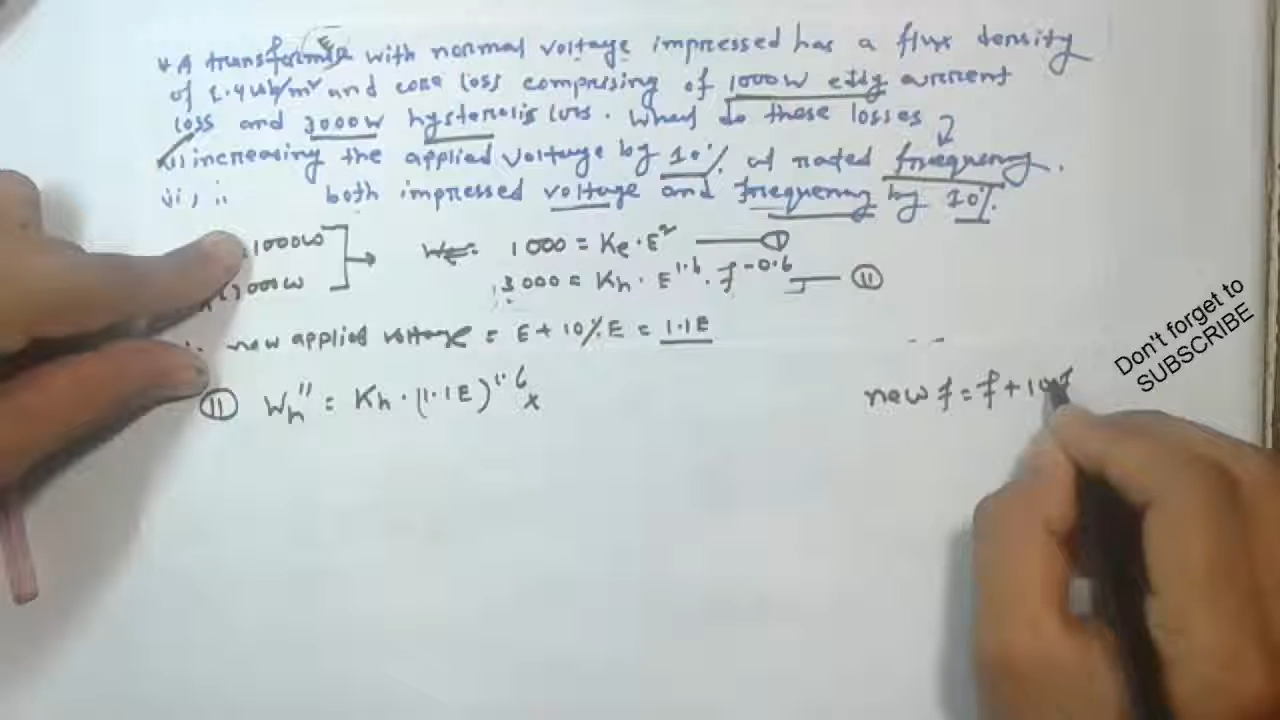 A transformer with normal voltage impressed has a flux density
of 1.4 wb/m² and core loss comprising of 1000W eddy current
loss and 3000W hysteresis loss. What do these losses
(i) increasing the applied voltage by 10% at rated frequency.
ii, ii both impressed voltage and frequency by 10%
1000W We = 1000 = Ke·E² — I
000W 3000 = Kh·E^1.6·f^-0.6 — II
new applied voltage = E + 10% E = 1.1E
II Wh'' = Kh·(1.1E)^1.6 x new f = f + 10%
Don't forget to
SUBSCRIBE